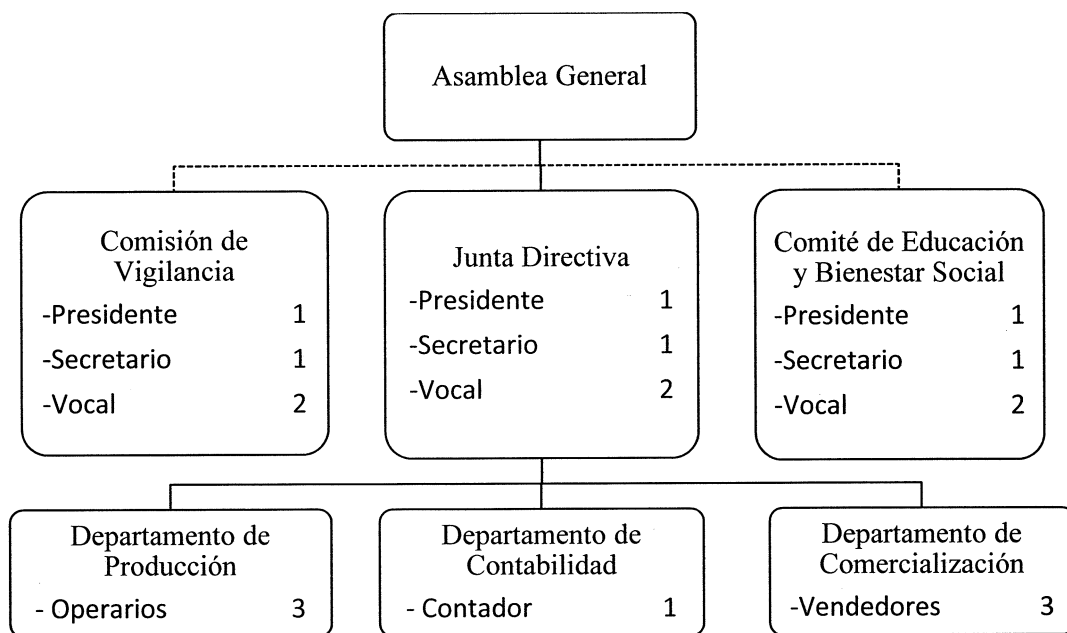 Asamblea General
Comisión de
Vigilancia
-Presidente 1
-Secretario 1
-Vocal 2
Junta Directiva
-Presidente 1
-Secretario 1
-Vocal 2
Comité de Educación
y Bienestar Social
-Presidente 1
-Secretario 1
-Vocal 2
Departamento de
Producción
- Operarios 3
Departamento de
Contabilidad
- Contador 1
Departamento de
Comercialización
-Vendedores 3